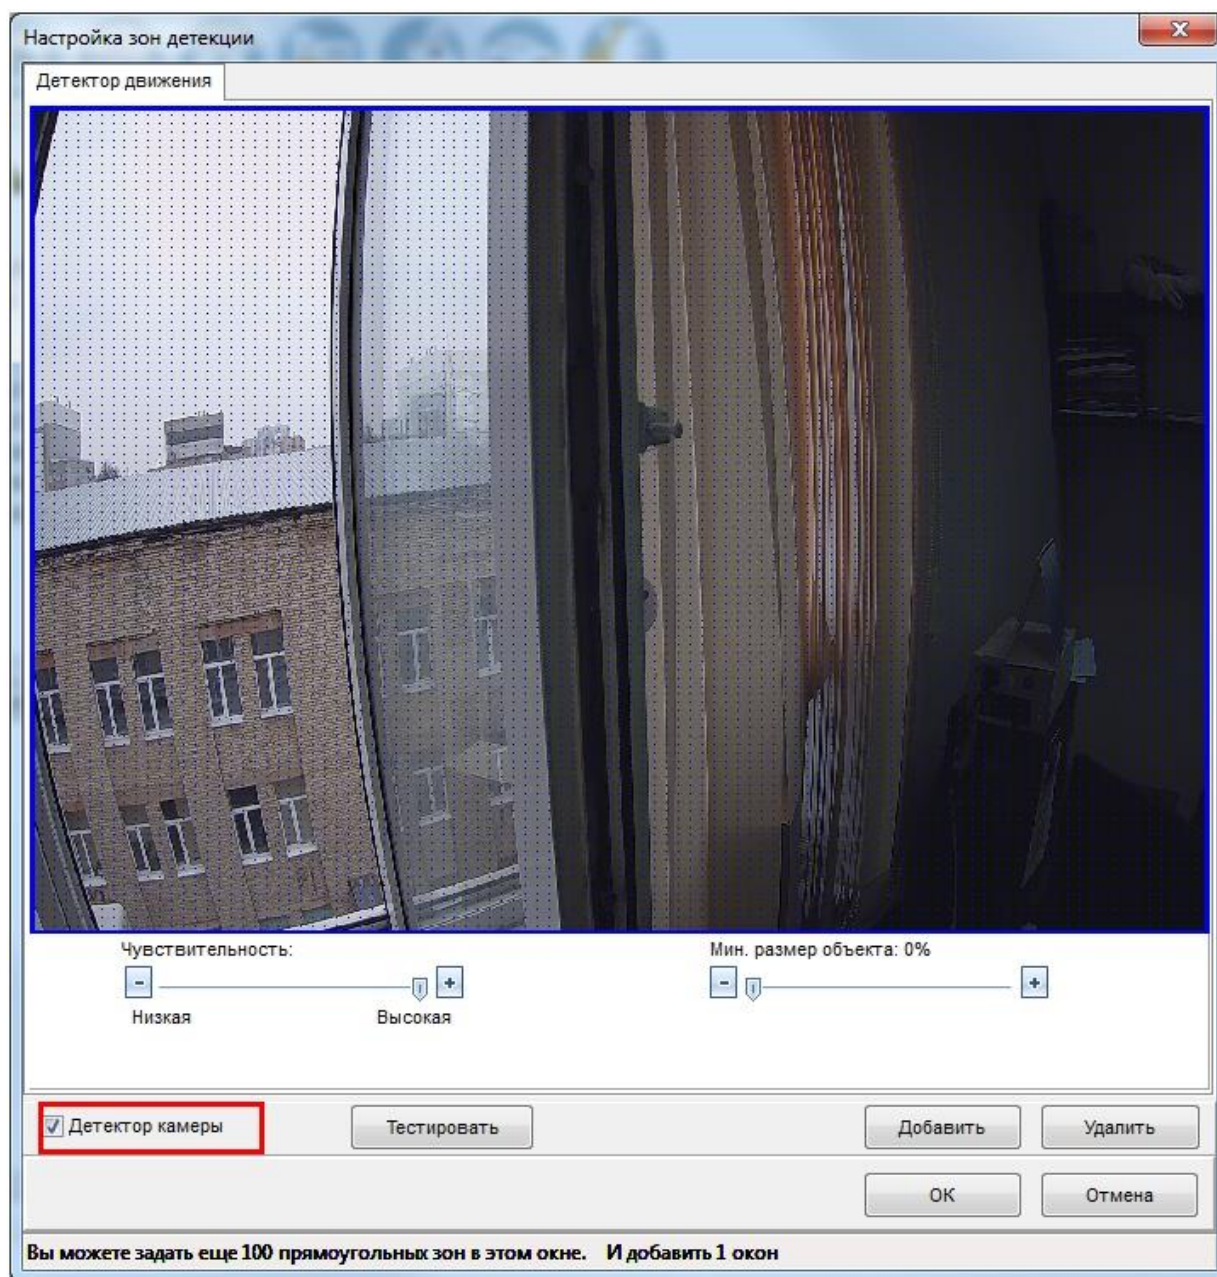 Настройка зон детекции
Детектор движения
Чувствительность:
Мин. размер объекта: 0%
Низкая
Высокая
Детектор камеры
Тестировать
Добавить
Удалить
ОК
Отмена
Вы можете задать еще 100 прямоугольных зон в этом окне. И добавить 1 окон